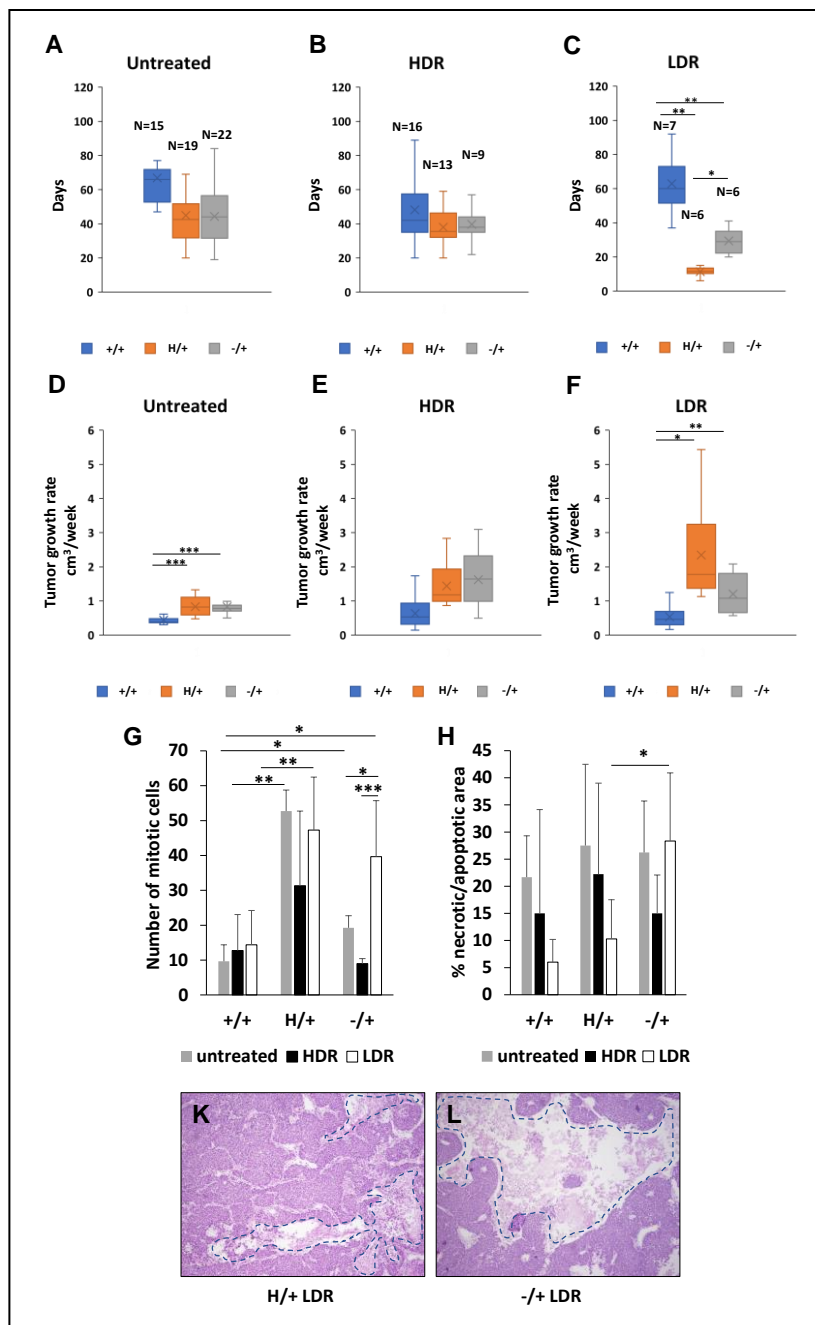 A
B
C
Untreated
HDR
LDR
120
100
80
60
40
20
0
Days
N=15
N=19
N=22
120
100
80
60
40
20
0
Days
N=16
N=13
N=9
120
100
80
60
40
20
0
Days
**
**
N=7
*
N=6
N=6
+/+ H/+ -/+
+/+ H/+ -/+
+/+ H/+ -/+
D
E
F
Untreated
HDR
LDR
6
5
4
3
2
1
0
Tumor growth rate
cm³/week
***
***
6
5
4
3
2
1
0
Tumor growth rate
cm³/week
6
5
4
3
2
1
0
Tumor growth rate
cm³/week
**
*
+/+ H/+ -/+
+/+ H/+ -/+
+/+ H/+ -/+
G
70
60
50
40
30
20
10
0
Number of mitotic cells
*
*
**
**
*
***
+/+ H/+ -/+
untreated HDR LDR
H
45
40
35
30
25
20
15
10
5
0
% necrotic/apoptotic area
*
+/+ H/+ -/+
untreated HDR LDR
K
L
H/+ LDR
-/+ LDR